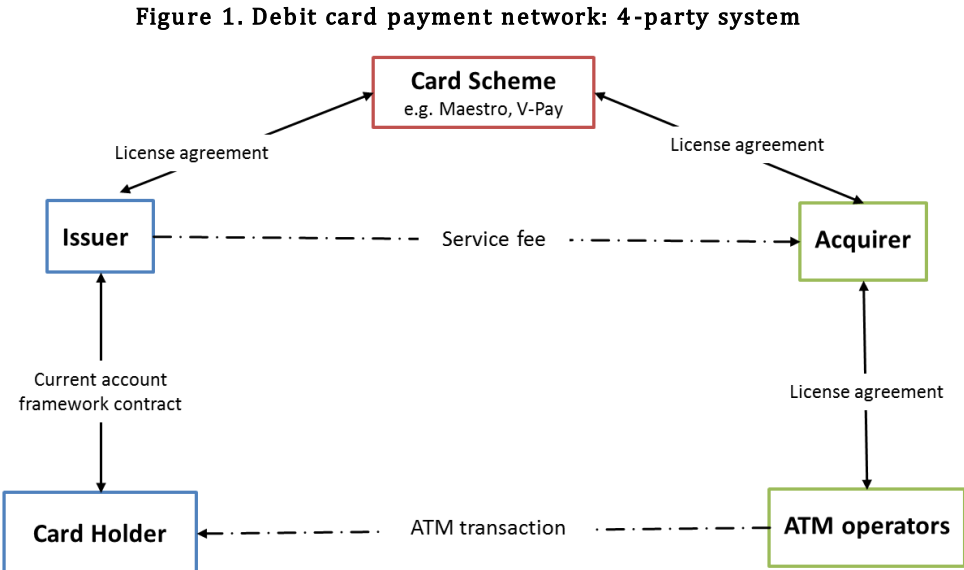 Figure 1. Debit card payment network: 4-party system
Card Scheme
e.g. Maestro, V-Pay
License agreement
License agreement
Issuer
Service fee
Acquirer
Current account
framework contract
License agreement
Card Holder
ATM transaction
ATM operators